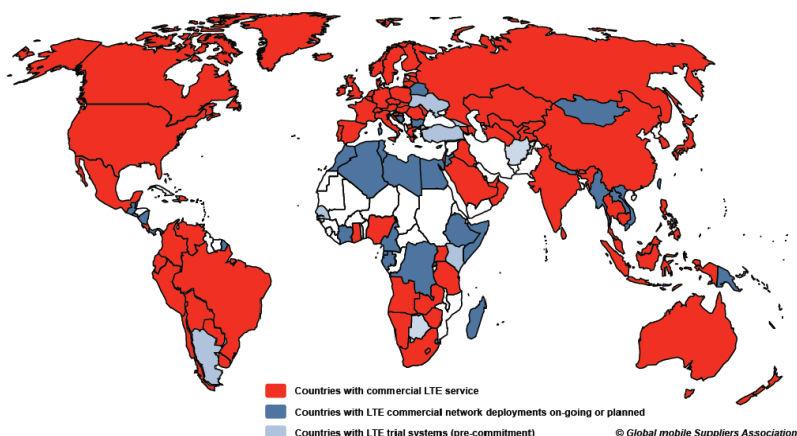 Countries with commercial LTE service
Countries with LTE commercial network deployments on-going or planned
Countries with LTE trial systems (pre-commitment)
© Global mobile Suppliers Association